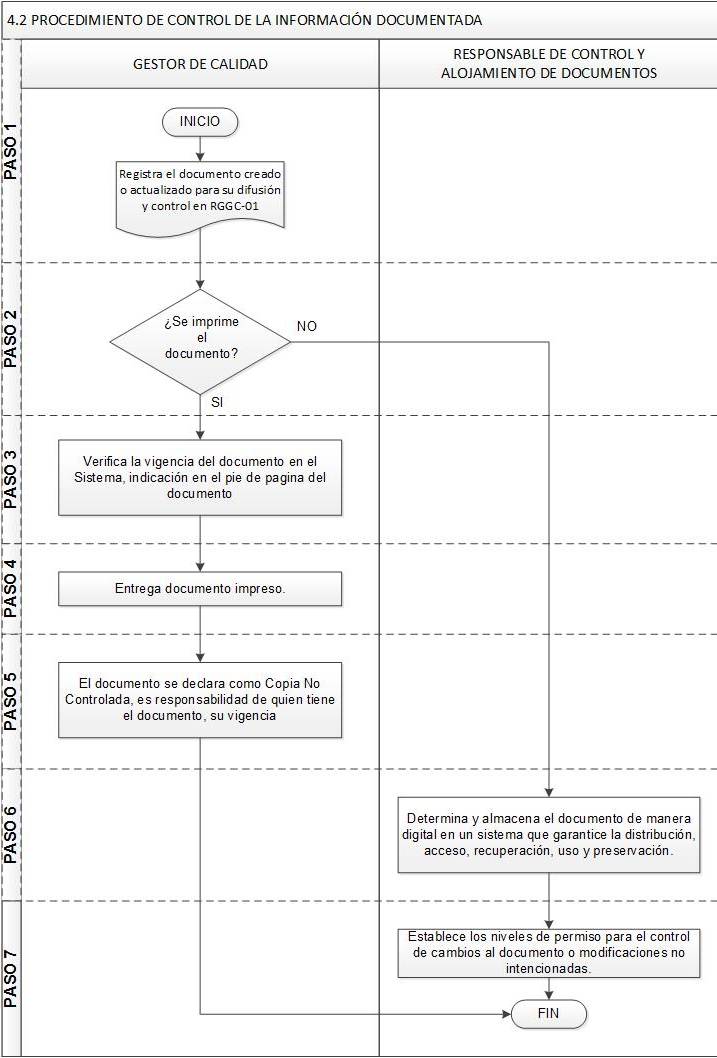 4.2 PROCEDIMIENTO DE CONTROL DE LA INFORMACIÓN DOCUMENTADA
GESTOR DE CALIDAD
RESPONSABLE DE CONTROL Y
ALOJAMIENTO DE DOCUMENTOS
PASO 1
INICIO
Registra el documento creado
o actualizado para su difusión
y control en RGGC-01
PASO 2
¿Se imprime
el
documento?
NO
SI
PASO 3
Verifica la vigencia del documento en el
Sistema, indicación en el pie de pagina del
documento
PASO 4
Entrega documento impreso.
PASO 5
El documento se declara como Copia No
Controlada, es responsabilidad de quien tiene
el documento, su vigencia
PASO 6
Determina y almacena el documento de manera
digital en un sistema que garantice la distribución,
acceso, recuperación, uso y preservación.
PASO 7
Establece los niveles de permiso para el control
de cambios al documento o modificaciones no
intencionadas.
FIN